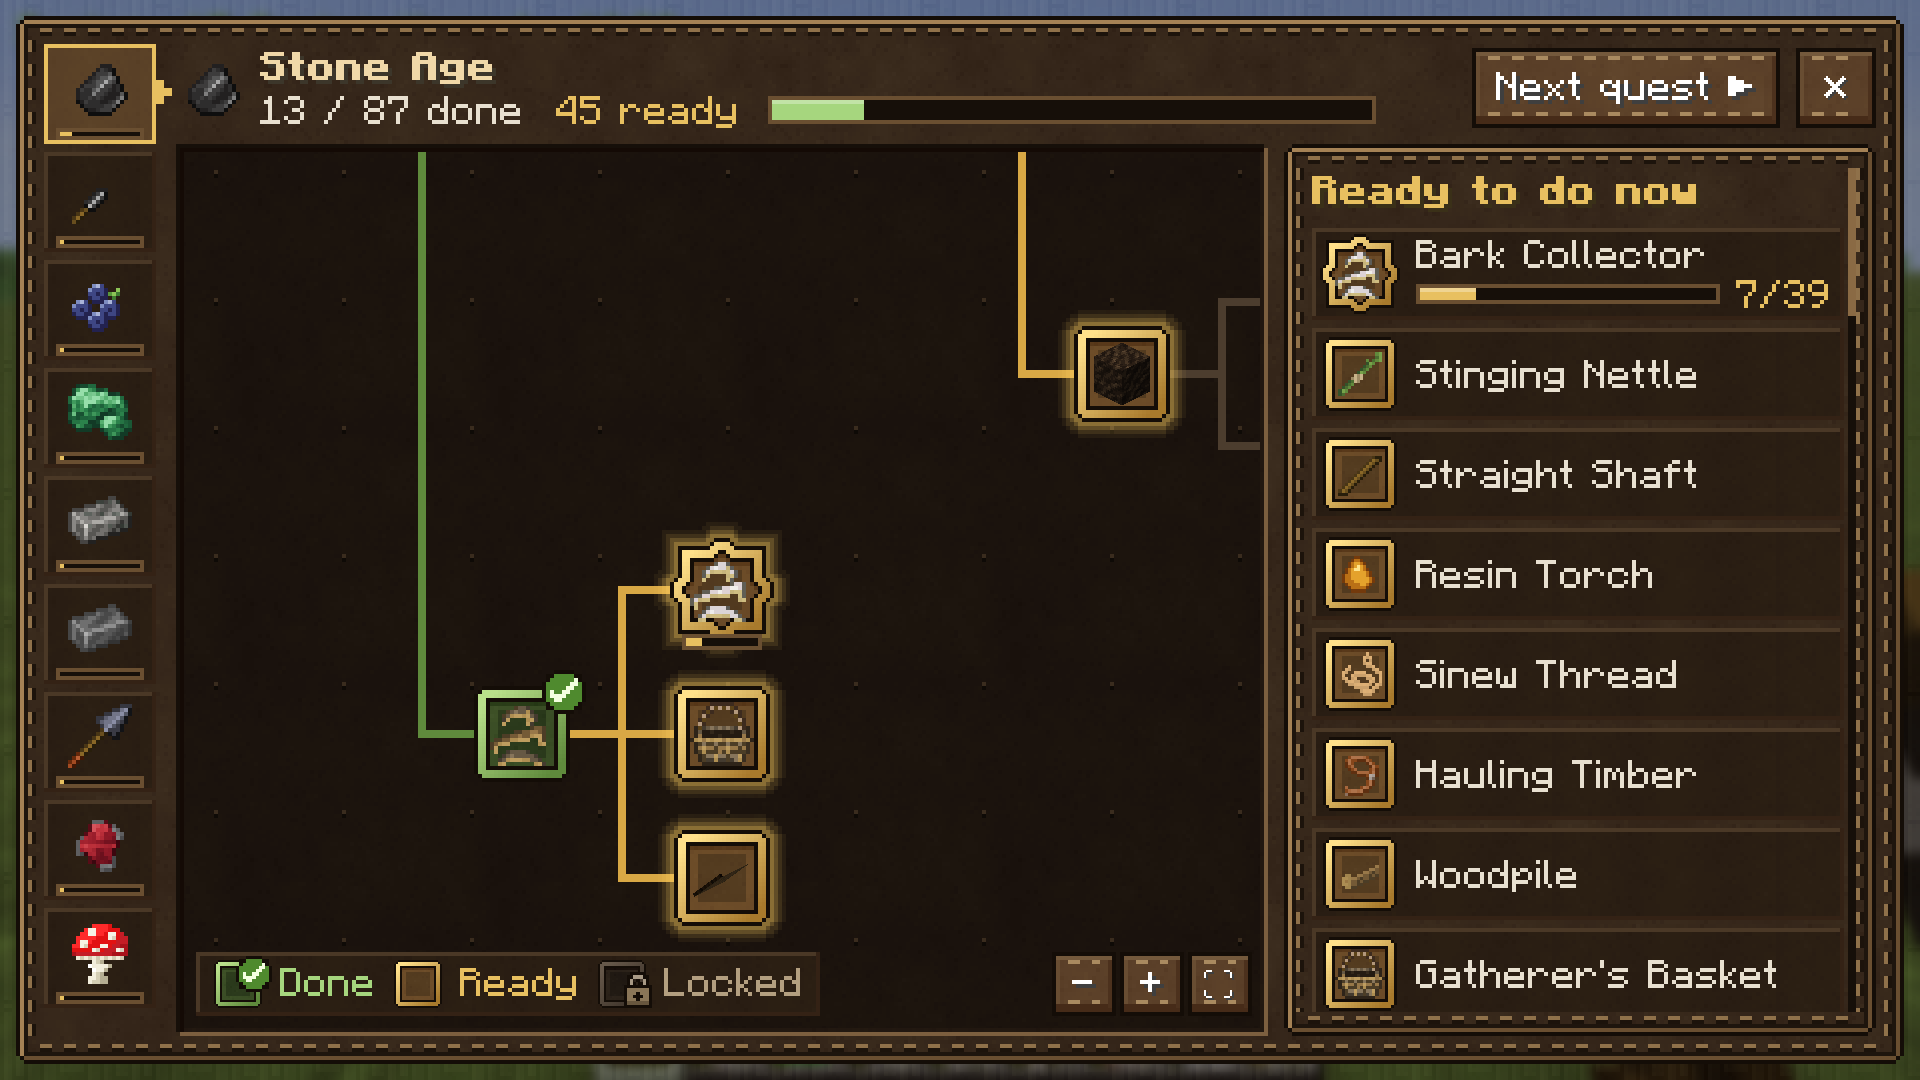 Stone Age
13 / 87 done 45 ready
Next quest
Ready to do now
Bark Collector
7/39
Stinging Nettle
Straight Shaft
Resin Torch
Sinew Thread
Hauling Timber
Woodpile
Gatherer's Basket
Done Ready Locked